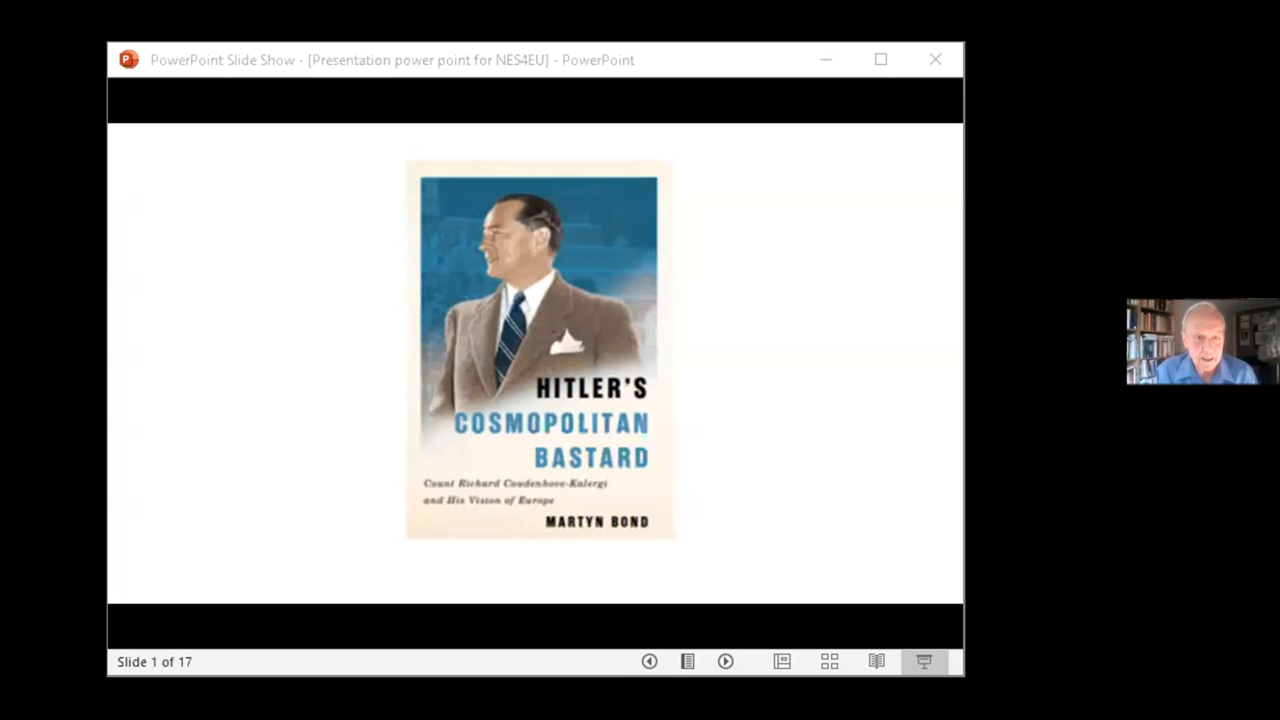 PowerPoint Slide Show - [Presentation power point for NES4EU] - PowerPoint
HITLER'S
COSMOPOLITAN
BASTARD
Count Richard Coudenhove-Kalergi
and His Vision of Europe
MARTYN BOND
Slide 1 of 17